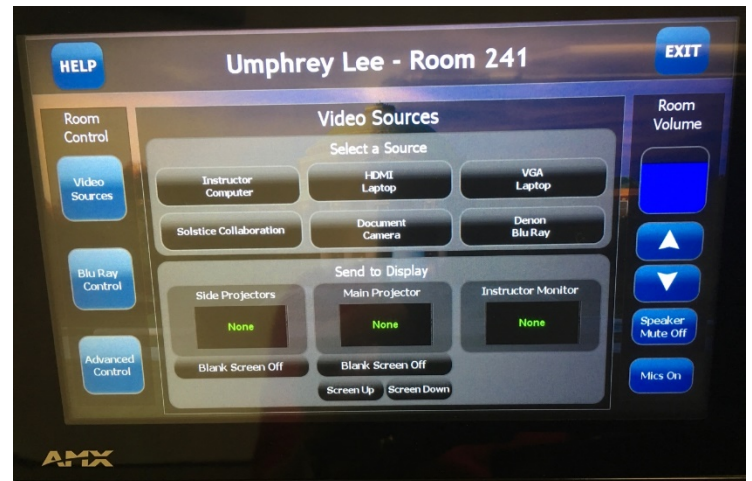 HELP
Umphrey Lee - Room 241
EXIT
Room
Control
Video
Sources
Blu Ray
Control
Advanced
Control
Video Sources
Select a Source
Instructor
Computer
HDMI
Laptop
VGA
Laptop
Solstice Collaboration
Document
Camera
Denon
Blu Ray
Send to Display
Side Projectors
None
Blank Screen Off
Main Projector
None
Blank Screen Off
Screen Up
Screen Down
Instructor Monitor
None
Room
Volume
Speaker
Mute Off
Mics On
AMX